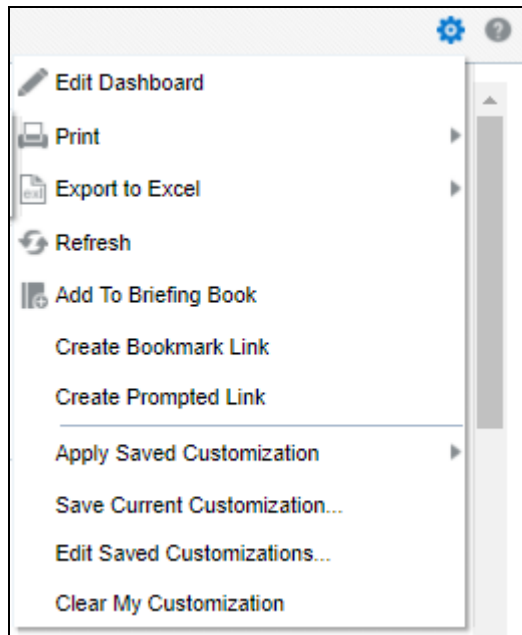 Edit Dashboard
Print
Export to Excel
Refresh
Add To Briefing Book
Create Bookmark Link
Create Prompted Link
Apply Saved Customization
Save Current Customization...
Edit Saved Customizations...
Clear My Customization